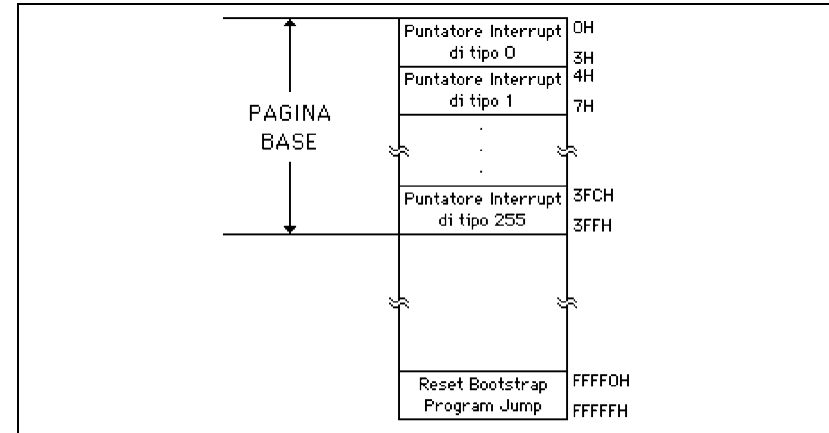 Puntatore Interrupt
di tipo 0
0H
3H
Puntatore Interrupt
di tipo 1
4H
7H
PAGINA
BASE
Puntatore Interrupt
di tipo 255
3FCH
3FFH
Reset Bootstrap
Program Jump
FFFF0H
FFFFFH